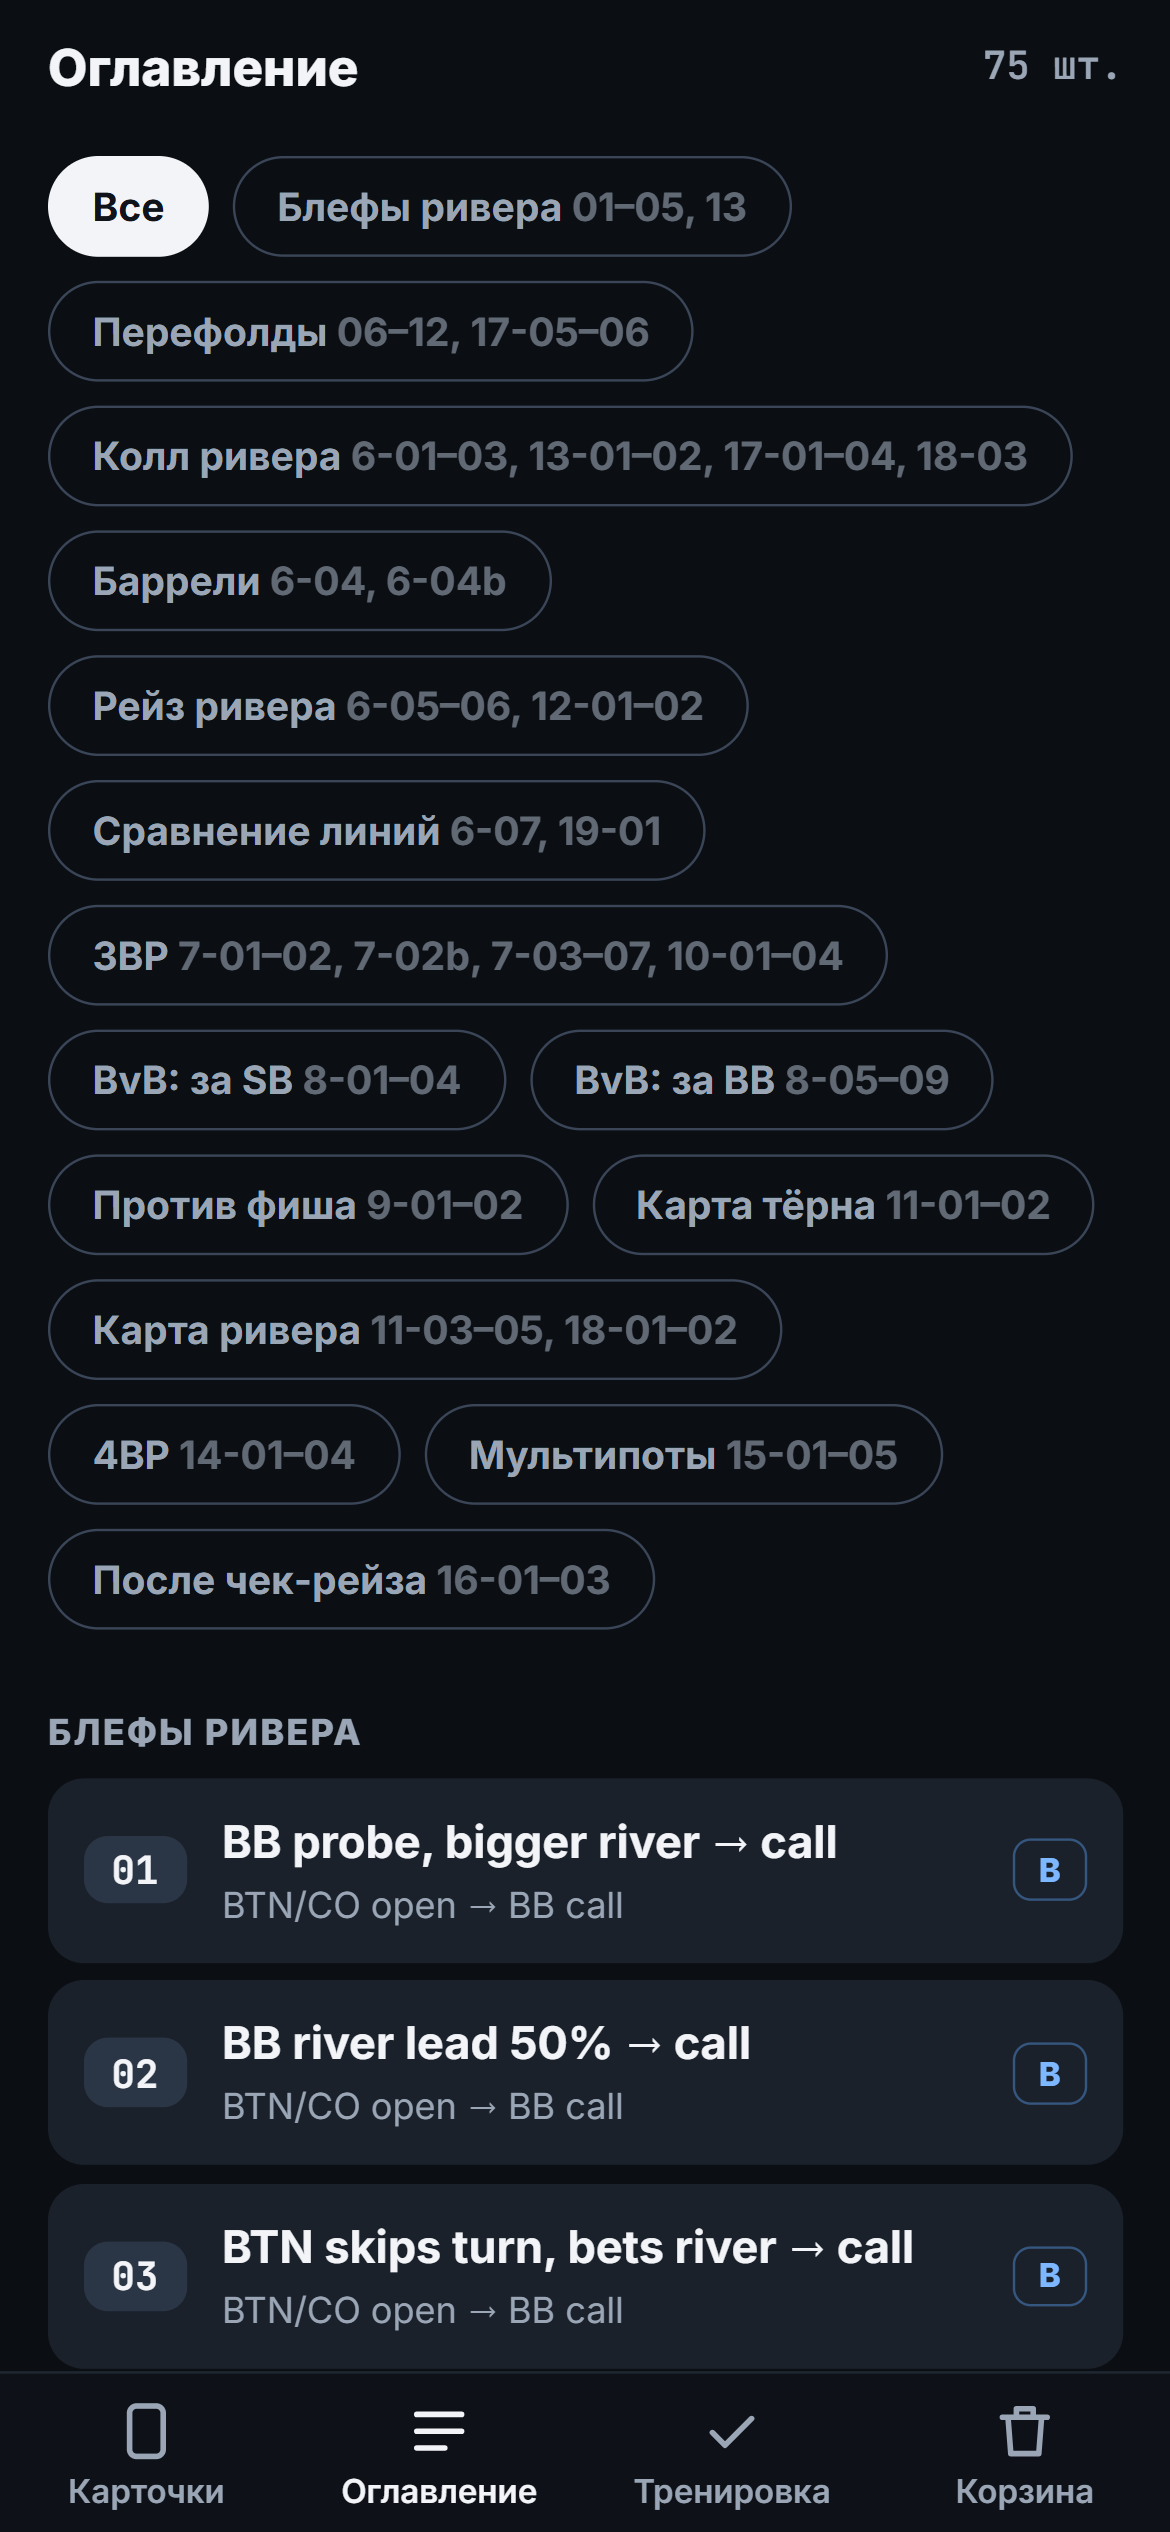 Оглавление 75 шт.
Все Блефы ривера 01–05, 13
Перефолды 06–12, 17-05–06
Колл ривера 6-01–03, 13-01–02, 17-01–04, 18-03
Баррели 6-04, 6-04b
Рейз ривера 6-05–06, 12-01–02
Сравнение линий 6-07, 19-01
3BP 7-01–02, 7-02b, 7-03–07, 10-01–04
BvB: за SB 8-01–04 BvB: за BB 8-05–09
Против фиша 9-01–02 Карта тёрна 11-01–02
Карта ривера 11-03–05, 18-01–02
4BP 14-01–04 Мультипоты 15-01–05
После чек-рейза 16-01–03
БЛЕФЫ РИВЕРА
01 BB probe, bigger river → call B
BTN/CO open → BB call
02 BB river lead 50% → call B
BTN/CO open → BB call
03 BTN skips turn, bets river → call B
BTN/CO open → BB call
Карточки Оглавление Тренировка Корзина